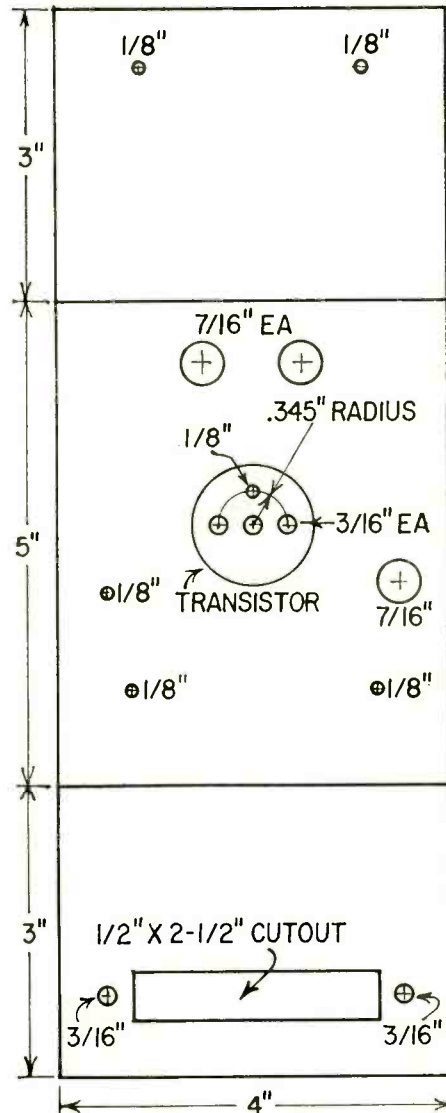 1/8" 1/8"
3"
7/16" EA
.345" RADIUS
1/8"
3/16" EA
5"
TRANSISTOR
1/8"
7/16"
1/8" 1/8"
3"
1/2" X 2-1/2" CUTOUT
3/16" 3/16"
4"